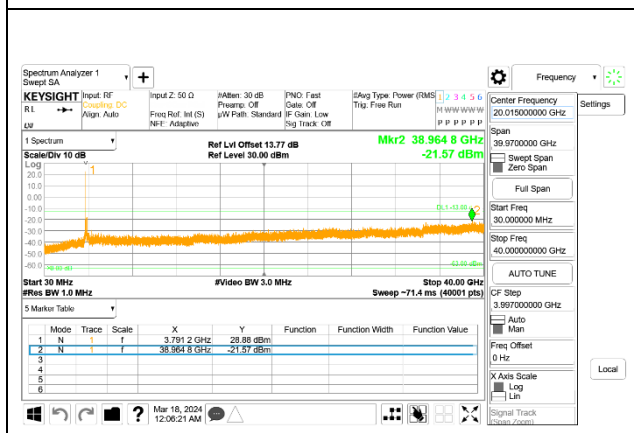 Spectrum Analyzer 1
Swept SA
KEYSIGHT
RL
Input: RF
Coupling: DC
Align: Auto
Input Z: 50 Ω
Freq Ref: Int (S)
NFE: Adaptive
#Atten: 30 dB
Preamp: Off
µW Path: Standard
PNO: Fast
Gate: Off
IF Gain: Low
Sig Track: Off
#Avg Type: Power (RMS
Trig: Free Run
1 2 3 4 5 6
M W W W W W
P P P P P P
1 Spectrum
Scale/Div 10 dB
Ref Lvl Offset 13.77 dB
Ref Level 30.00 dBm
Mkr2 38.964 8 GHz
-21.57 dBm
Log
1
20.0
10.0
0.00
-10.0
-20.0
-30.0
-40.0
-50.0
-60.0
2
Start 30 MHz
#Res BW 1.0 MHz
#Video BW 3.0 MHz
Stop 40.00 GHz
Sweep ~71.4 ms (40001 pts)
5 Marker Table
Mode Trace Scale X Y Function Function Width Function Value
1 N 1 f 3.791 2 GHz 28.88 dBm
2 N 1 f 38.964 8 GHz -21.57 dBm
3
4
5
6
Mar 18, 2024
12:06:21 AM
Frequency
Settings
Center Frequency
20.015000000 GHz
Span
39.9700000 GHz
Swept Span
Zero Span
Full Span
Start Freq
30.000000 MHz
Stop Freq
40.000000000 GHz
AUTO TUNE
CF Step
3.997000000 GHz
Auto
Man
Freq Offset
0 Hz
X Axis Scale
Log
Lin
Signal Track
(Span Zoom)
Local